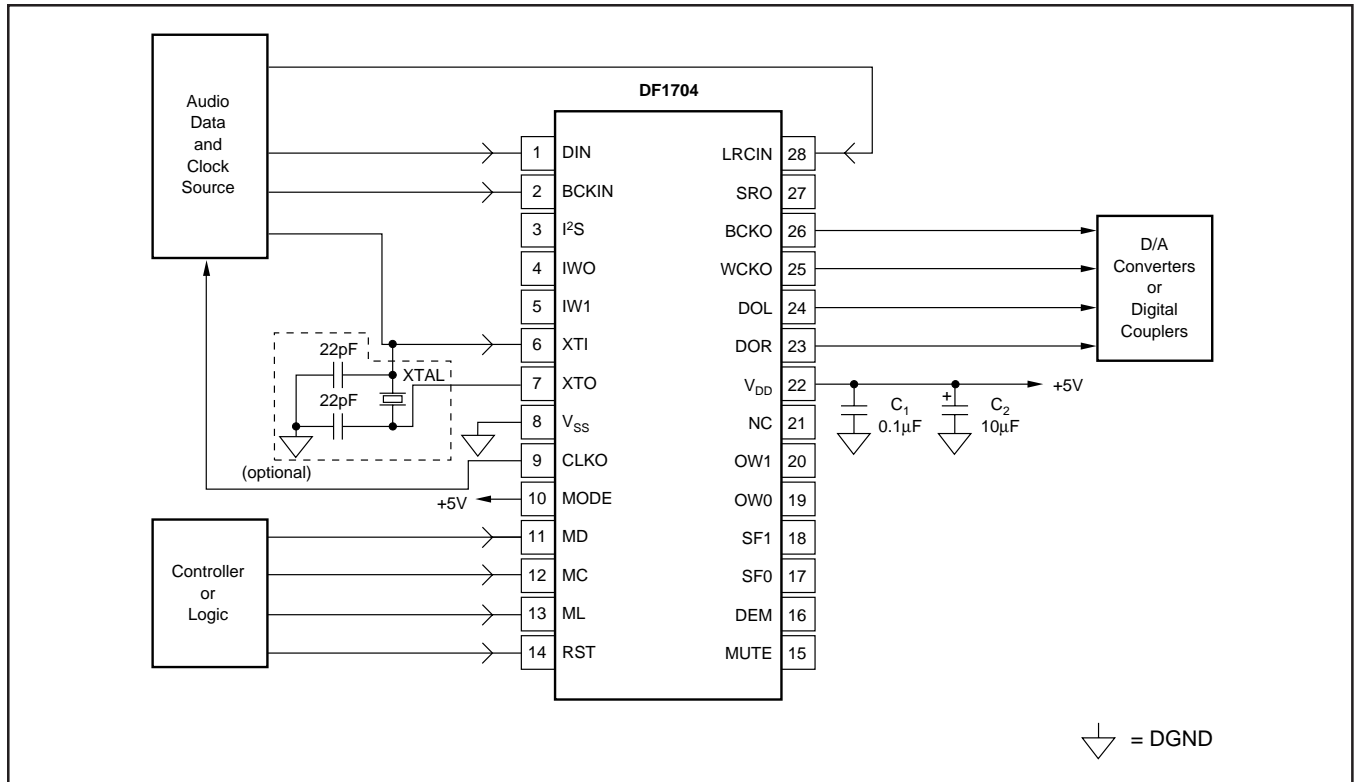 DF1704
Audio
Data
and
Clock
Source
1 DIN
2 BCKIN
3 I²S
4 IWO
5 IW1
6 XTI
7 XTO
8 VSS
9 CLKO
10 MODE
11 MD
12 MC
13 ML
14 RST
LRCIN 28
SRO 27
BCKO 26
WCKO 25
DOL 24
DOR 23
VDD 22
NC 21
OW1 20
OW0 19
SF1 18
SF0 17
DEM 16
MUTE 15
22pF
XTAL
22pF
(optional)
+5V
Controller
or
Logic
D/A
Converters
or
Digital
Couplers
+5V
C1
0.1µF
+
C2
10µF
= DGND